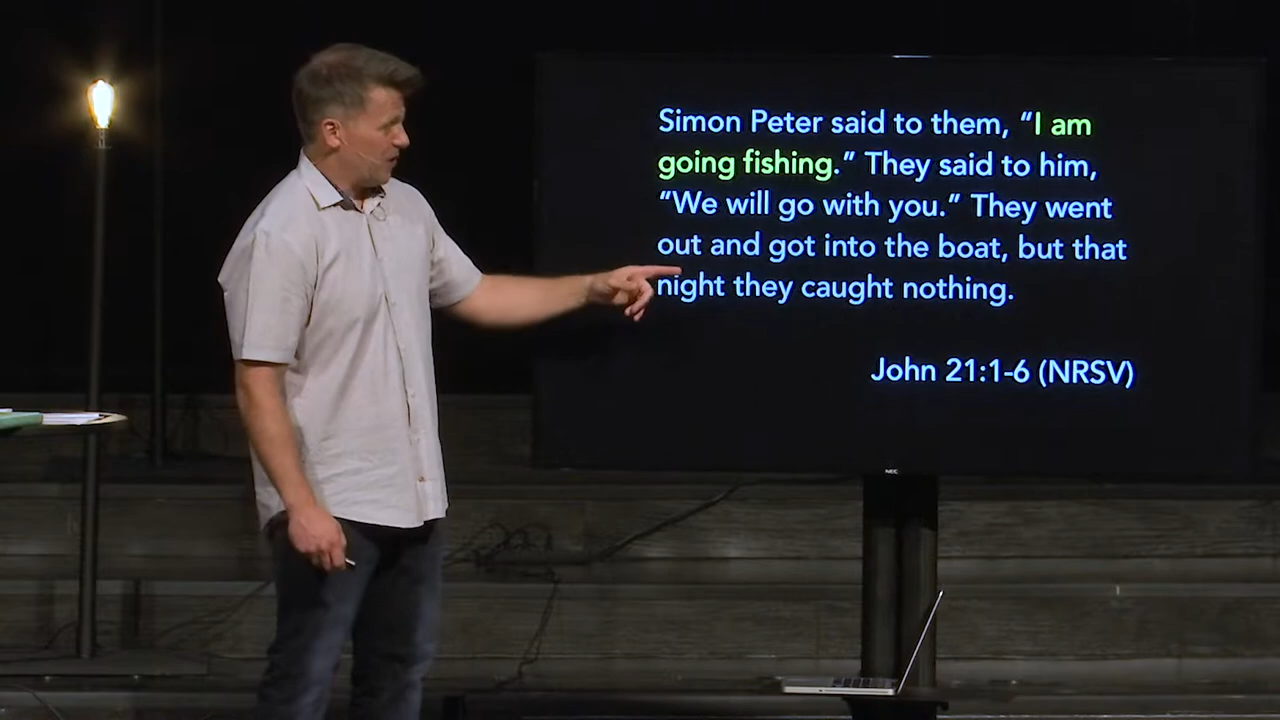 Simon Peter said to them, “I am
going fishing.” They said to him,
“We will go with you.” They went
out and got into the boat, but that
night they caught nothing.
John 21:1-6 (NRSV)
NEC